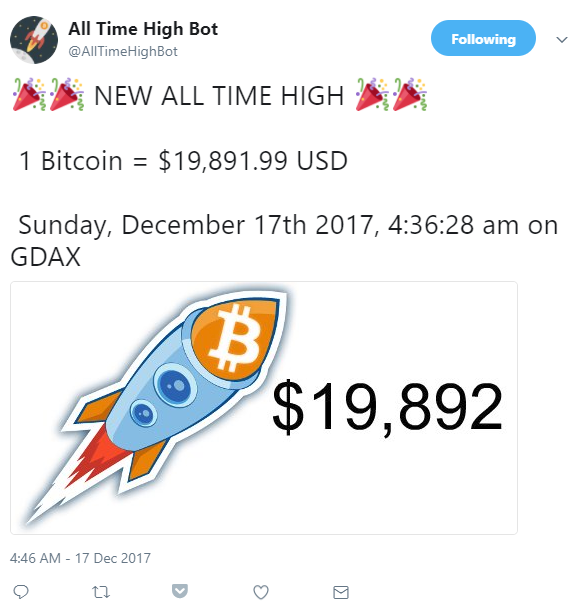 All Time High Bot
@AllTimeHighBot
Following
🎉🎉 NEW ALL TIME HIGH 🎉🎉
1 Bitcoin = $19,891.99 USD
Sunday, December 17th 2017, 4:36:28 am on
GDAX
$19,892
4:46 AM - 17 Dec 2017